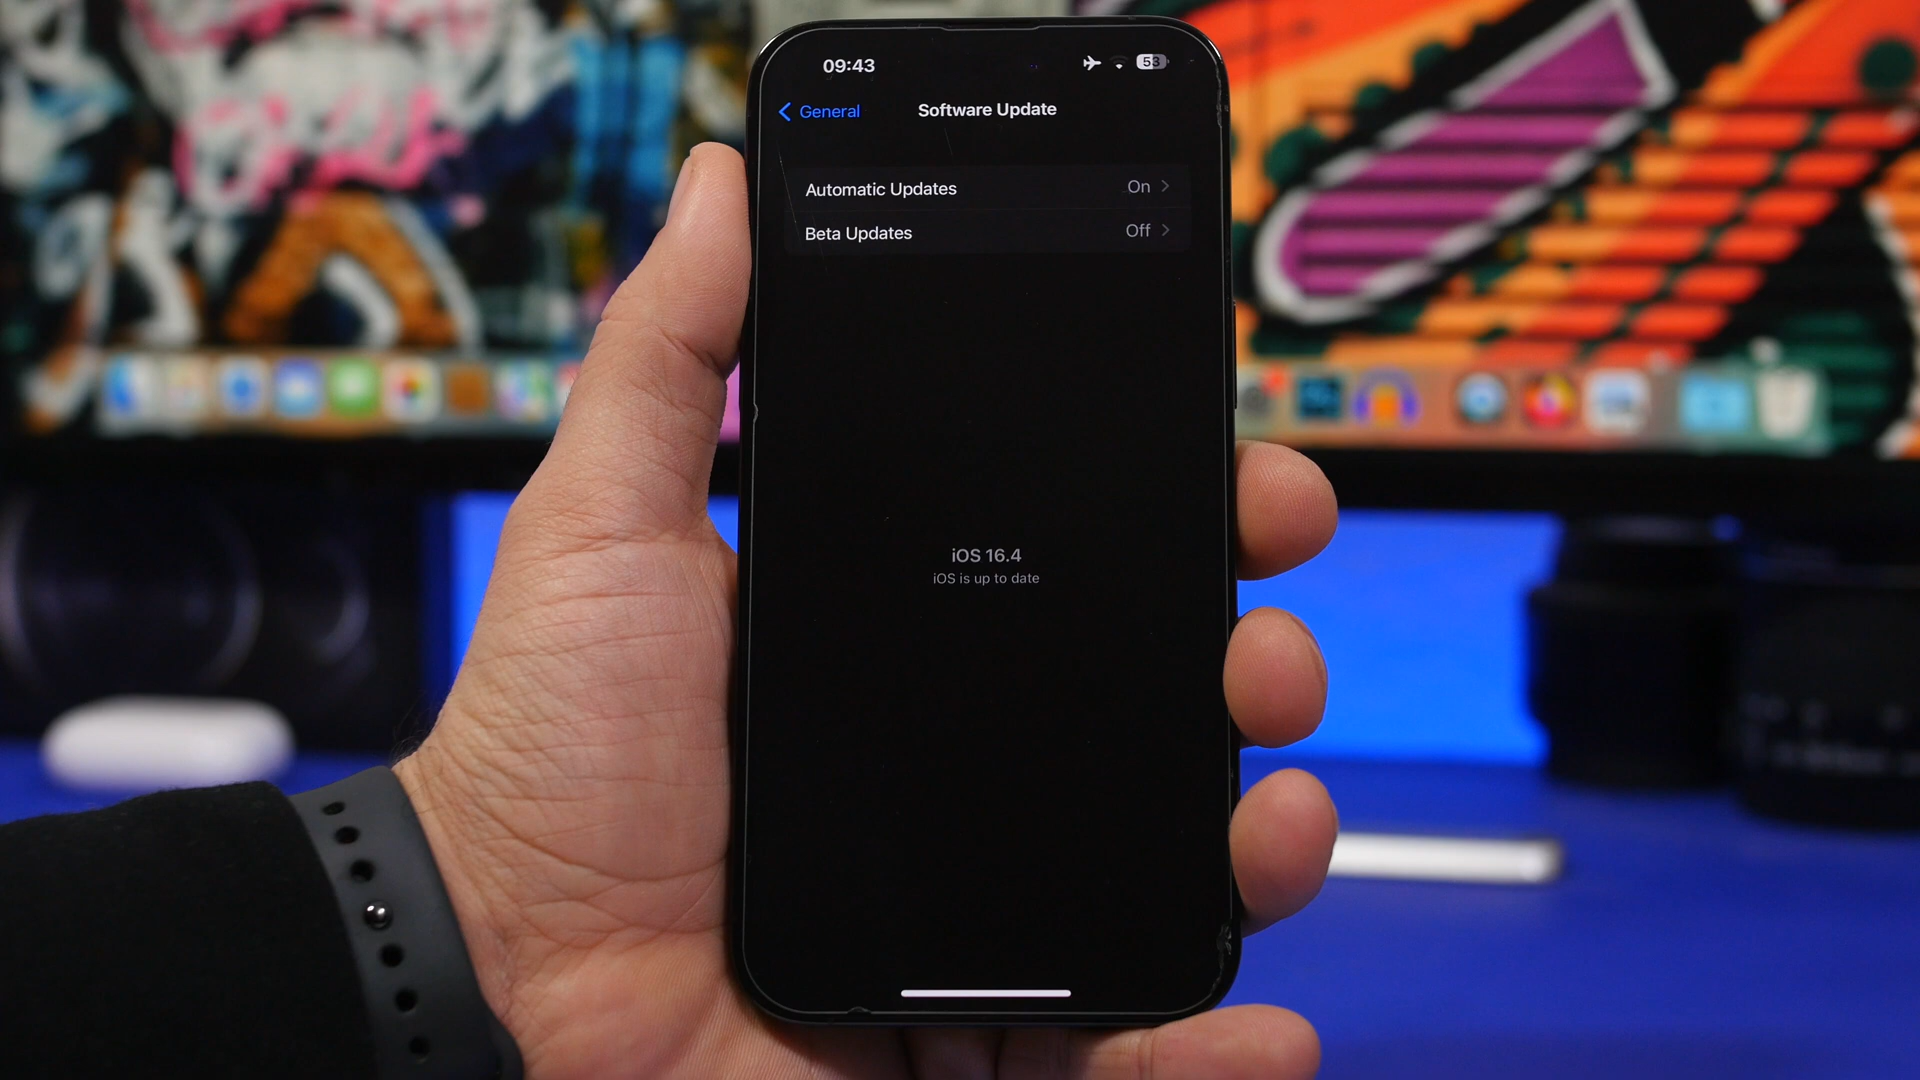 09:43
53
General
Software Update
Automatic Updates
On
Beta Updates
Off
iOS 16.4
iOS is up to date